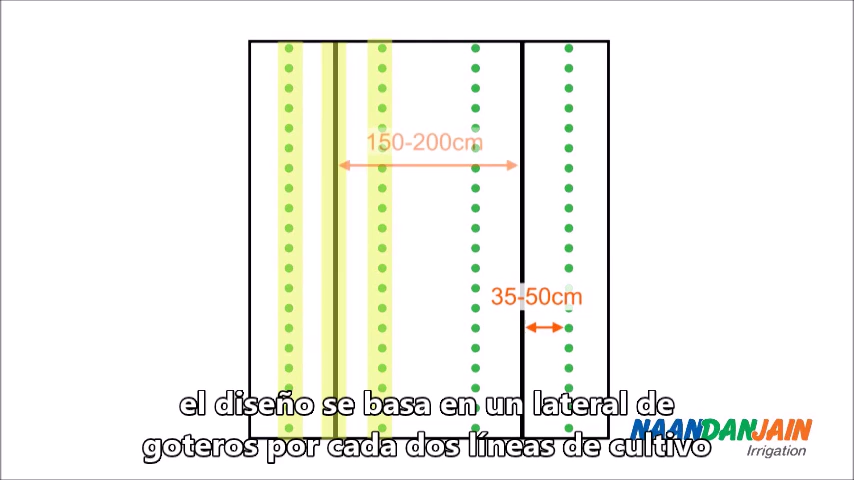 150-200cm
35-50cm
el diseño se basa en un lateral de
goteros por cada dos líneas de cultivo
NAANDANJAIN
Irrigation